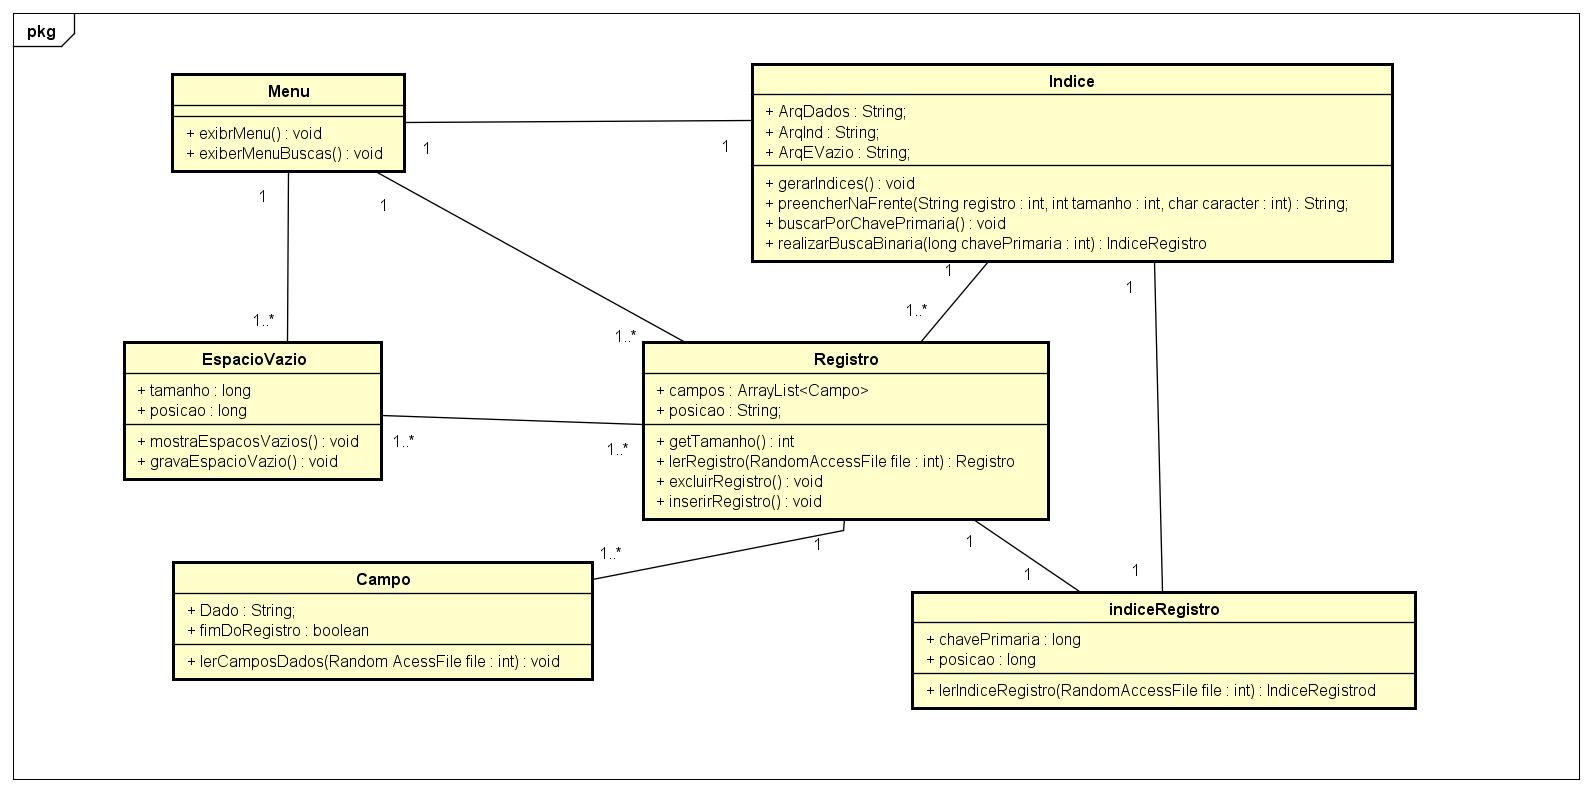 pkg
Menu
+ exibrMenu() : void
+ exiberMenuBuscas() : void
1
1
1
1
Indice
+ ArqDados : String;
+ ArqInd : String;
+ ArqEVazio : String;
+ gerarIndices() : void
+ preencherNaFrente(String registro : int, int tamanho : int, char caracter : int) : String;
+ buscarPorChavePrimaria() : void
+ realizarBuscaBinaria(long chavePrimaria : int) : IndiceRegistro
1
1
1..*
1..*
1..*
EspacioVazio
+ tamanho : long
+ posicao : long
+ mostraEspacosVazios() : void
+ gravaEspacioVazio() : void
1..*
1..*
Registro
+ campos : ArrayList<Campo>
+ posicao : String;
+ getTamanho() : int
+ lerRegistro(RandomAccessFile file : int) : Registro
+ excluirRegistro() : void
+ inserirRegistro() : void
1..*
1
1
1
1
Campo
+ Dado : String;
+ fimDoRegistro : boolean
+ lerCamposDados(Random AcessFile file : int) : void
indiceRegistro
+ chavePrimaria : long
+ posicao : long
+ lerIndiceRegistro(RandomAccessFile file : int) : IndiceRegistrod